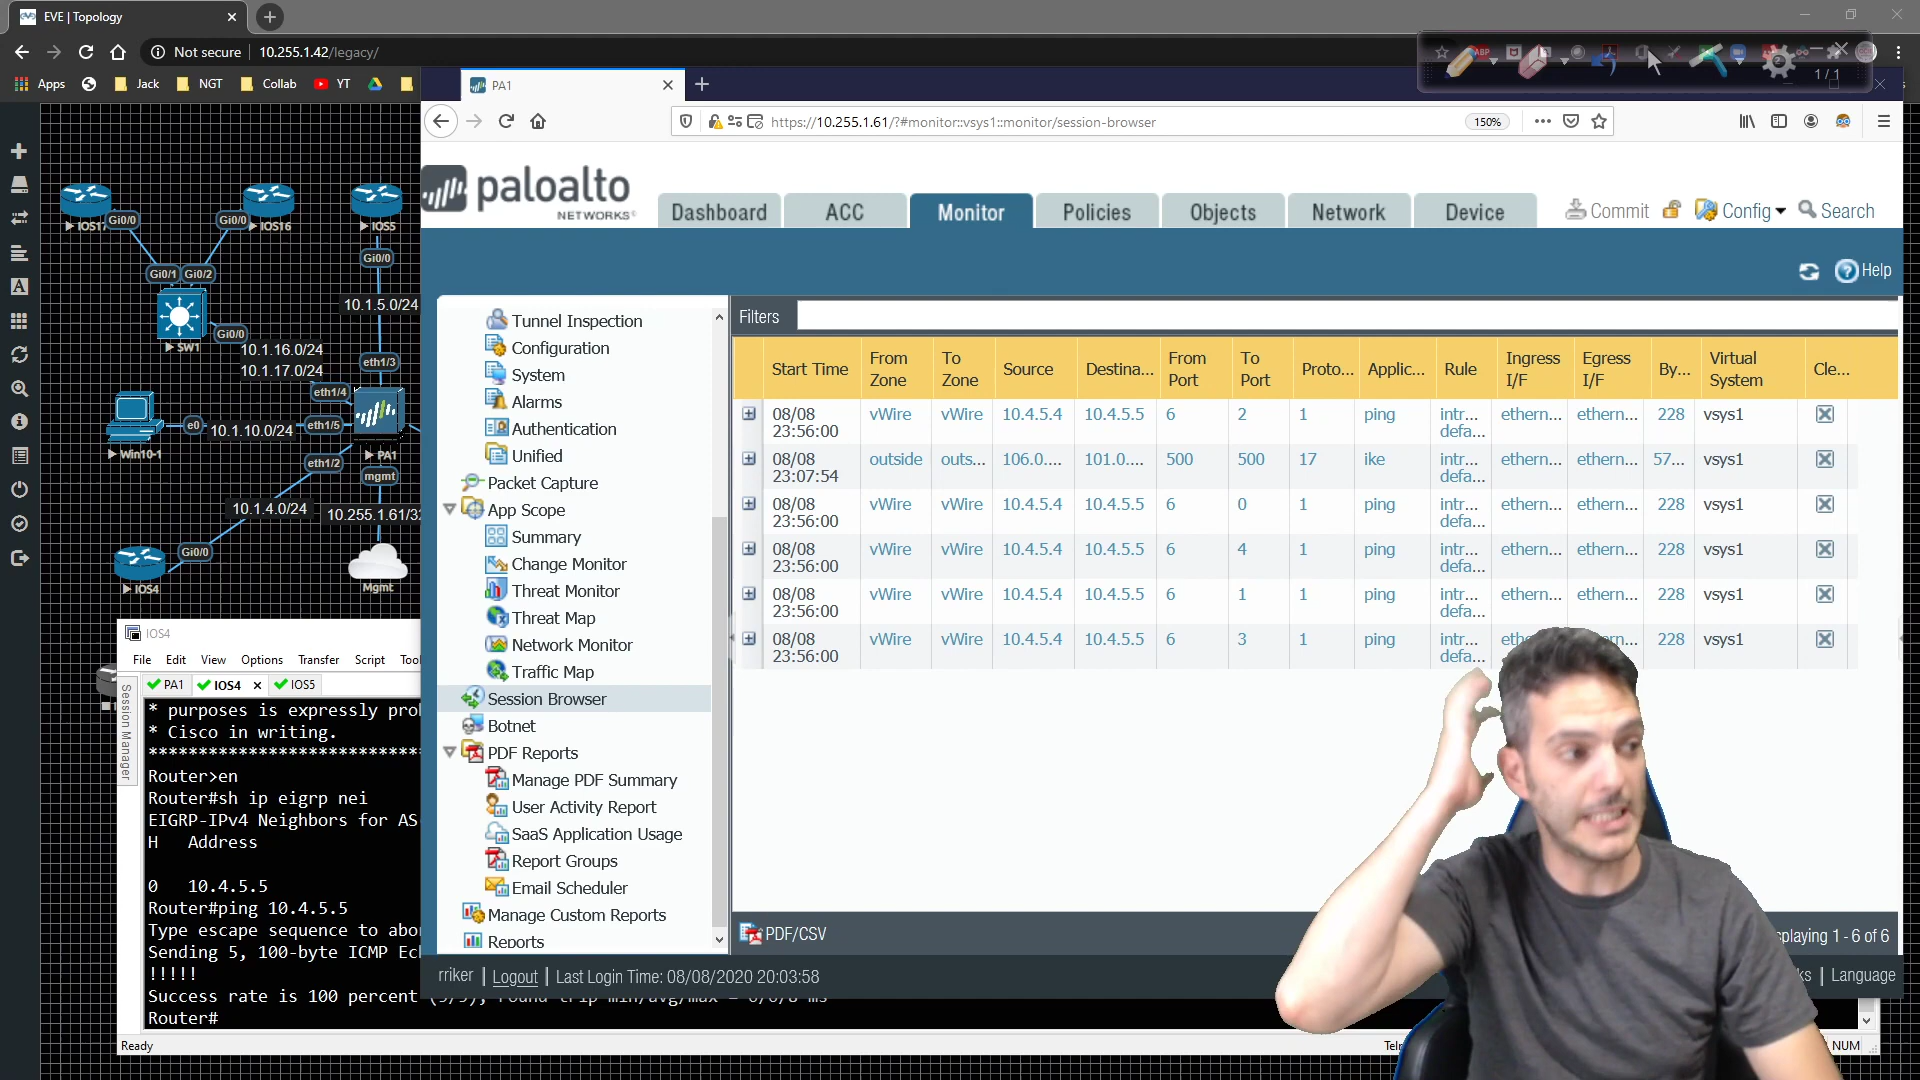 EVE | Topology
Not secure
10.255.1.42/legacy/
Apps
Jack
NGT
Collab
YT
1 / 1
PA1
https://10.255.1.61/?#monitor::vsys1::monitor/session-browser
150%
paloalto
NETWORKS
Dashboard
ACC
Monitor
Policies
Objects
Network
Device
Commit
Config
Search
Help
Tunnel Inspection
Configuration
System
Alarms
Authentication
Unified
Packet Capture
App Scope
Summary
Change Monitor
Threat Monitor
Threat Map
Network Monitor
Traffic Map
Session Browser
Botnet
PDF Reports
Manage PDF Summary
User Activity Report
SaaS Application Usage
Report Groups
Email Scheduler
Manage Custom Reports
Reports
Filters
Start Time From Zone To Zone Source Destina... From Port To Port Proto... Applic... Rule Ingress I/F Egress I/F By... Virtual System Cle...
08/08 23:56:00 vWire vWire 10.4.5.4 10.4.5.5 6 2 1 ping intr... defa... ethern... ethern... 228 vsys1
08/08 23:07:54 outside outs... 106.0.... 101.0.... 500 500 17 ike intr... defa... ethern... ethern... 57... vsys1
08/08 23:56:00 vWire vWire 10.4.5.4 10.4.5.5 6 0 1 ping intr... defa... ethern... ethern... 228 vsys1
08/08 23:56:00 vWire vWire 10.4.5.4 10.4.5.5 6 4 1 ping intr... defa... ethern... ethern... 228 vsys1
08/08 23:56:00 vWire vWire 10.4.5.4 10.4.5.5 6 1 1 ping intr... defa... ethern... ethern... 228 vsys1
08/08 23:56:00 vWire vWire 10.4.5.4 10.4.5.5 6 3 1 ping intr... defa... 228 vsys1
PDF/CSV
splaying 1 - 6 of 6
rriker | Logout | Last Login Time: 08/08/2020 20:03:58
Language
IOS17
Gi0/0
Gi0/0
IOS16
IOS5
Gi0/0
Gi0/1
Gi0/2
10.1.5.0/24
SW1
Gi0/0
10.1.16.0/24
10.1.17.0/24
eth1/3
eth1/4
Win10-1
e0
10.1.10.0/24
eth1/5
PA1
eth1/2
mgmt
10.1.4.0/24
10.255.1.61/32
IOS4
Gi0/0
Mgmt
IOS4
File Edit View Options Transfer Script Tool
Session Manager
PA1
IOS4
IOS5
* purposes is expressly pro
* Cisco in writing.
Router>en
Router#sh ip eigrp nei
EIGRP-IPv4 Neighbors for AS
H Address
0 10.4.5.5
Router#ping 10.4.5.5
Type escape sequence to abor
Sending 5, 100-byte ICMP Ec
!!!!!
Success rate is 100 percent (5/5), round-trip min/avg/max =
Router#
Ready
Teln
NUM